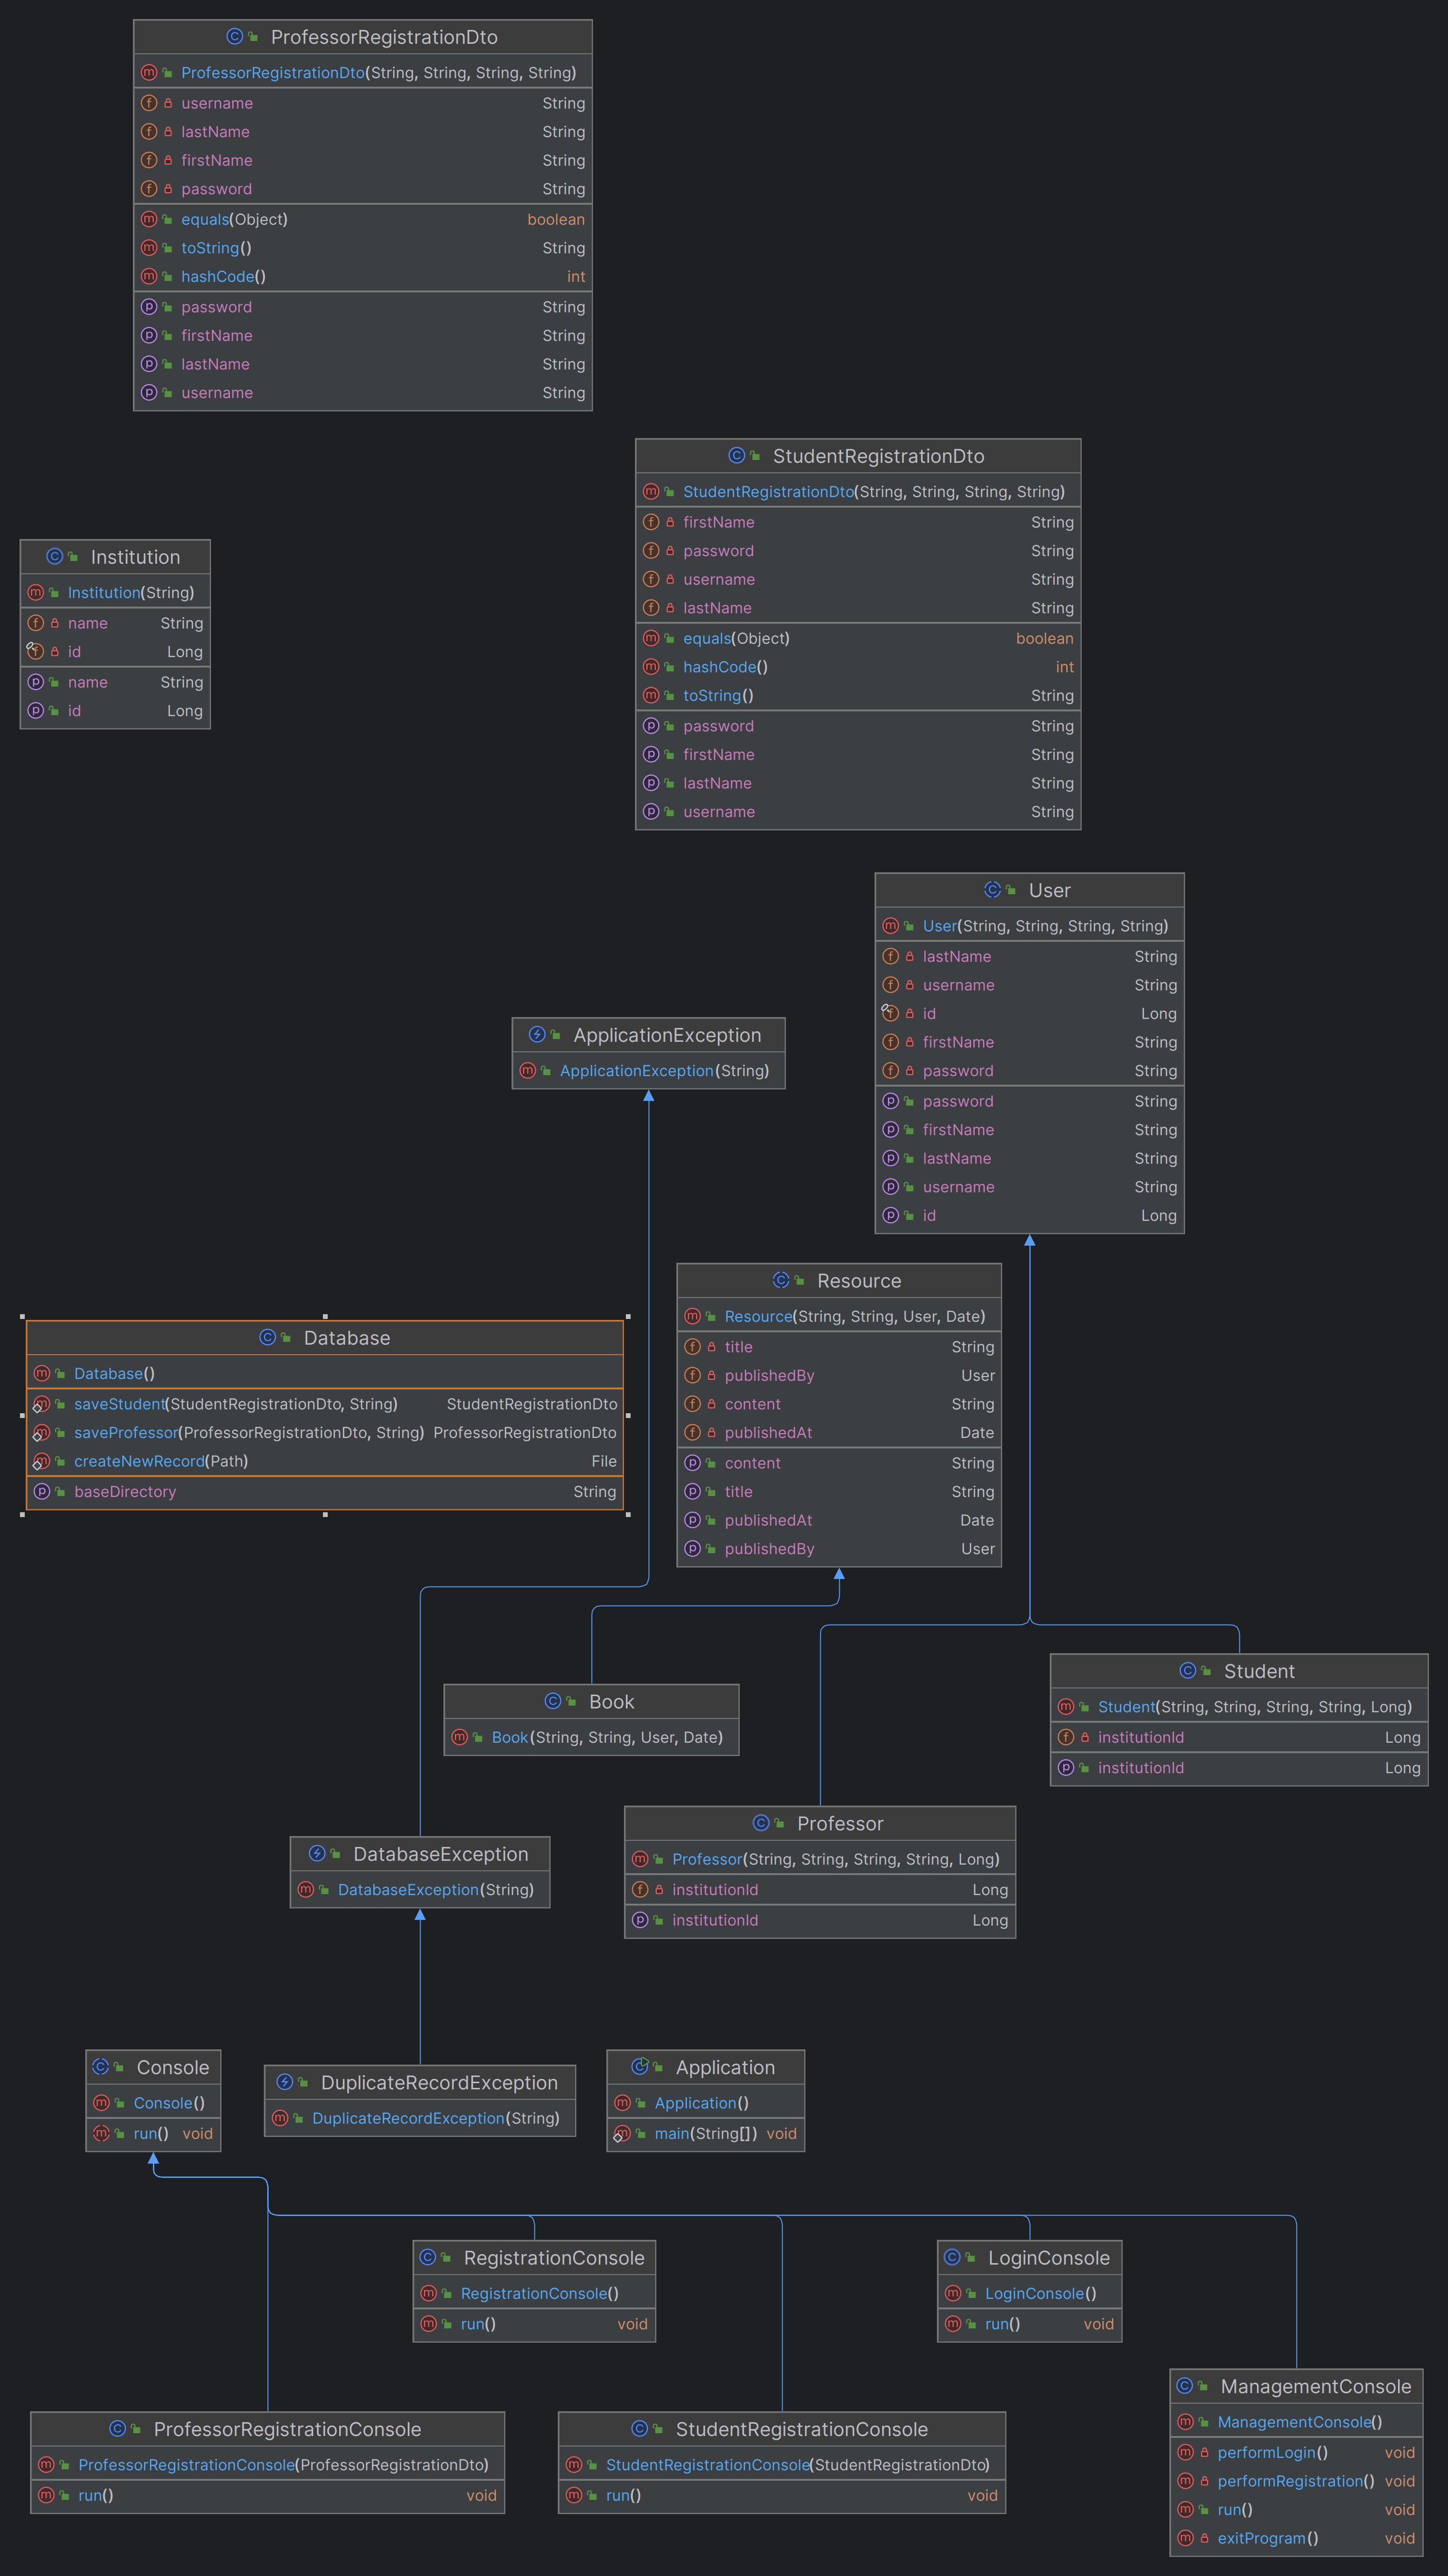 ProfessorRegistrationDto
ProfessorRegistrationDto(String, String, String, String)
username String
lastName String
firstName String
password String
equals(Object) boolean
toString() String
hashCode() int
password String
firstName String
lastName String
username String
StudentRegistrationDto
StudentRegistrationDto(String, String, String, String)
firstName String
password String
username String
lastName String
equals(Object) boolean
hashCode() int
toString() String
password String
firstName String
lastName String
username String
Institution
Institution(String)
name String
id Long
name String
id Long
User
User(String, String, String, String)
lastName String
username String
id Long
firstName String
password String
password String
firstName String
lastName String
username String
id Long
ApplicationException
ApplicationException(String)
Resource
Resource(String, String, User, Date)
title String
publishedBy User
content String
publishedAt Date
content String
title String
publishedAt Date
publishedBy User
Database
Database()
saveStudent(StudentRegistrationDto, String) StudentRegistrationDto
saveProfessor(ProfessorRegistrationDto, String) ProfessorRegistrationDto
createNewRecord(Path) File
baseDirectory String
Student
Student(String, String, String, String, Long)
institutionId Long
institutionId Long
Book
Book(String, String, User, Date)
Professor
Professor(String, String, String, String, Long)
institutionId Long
institutionId Long
DatabaseException
DatabaseException(String)
Console
Console()
run() void
DuplicateRecordException
DuplicateRecordException(String)
Application
Application()
main(String[]) void
RegistrationConsole
RegistrationConsole()
run() void
LoginConsole
LoginConsole()
run() void
ManagementConsole
ManagementConsole()
performLogin() void
performRegistration() void
run() void
exitProgram() void
ProfessorRegistrationConsole
ProfessorRegistrationConsole(ProfessorRegistrationDto)
run() void
StudentRegistrationConsole
StudentRegistrationConsole(StudentRegistrationDto)
run() void